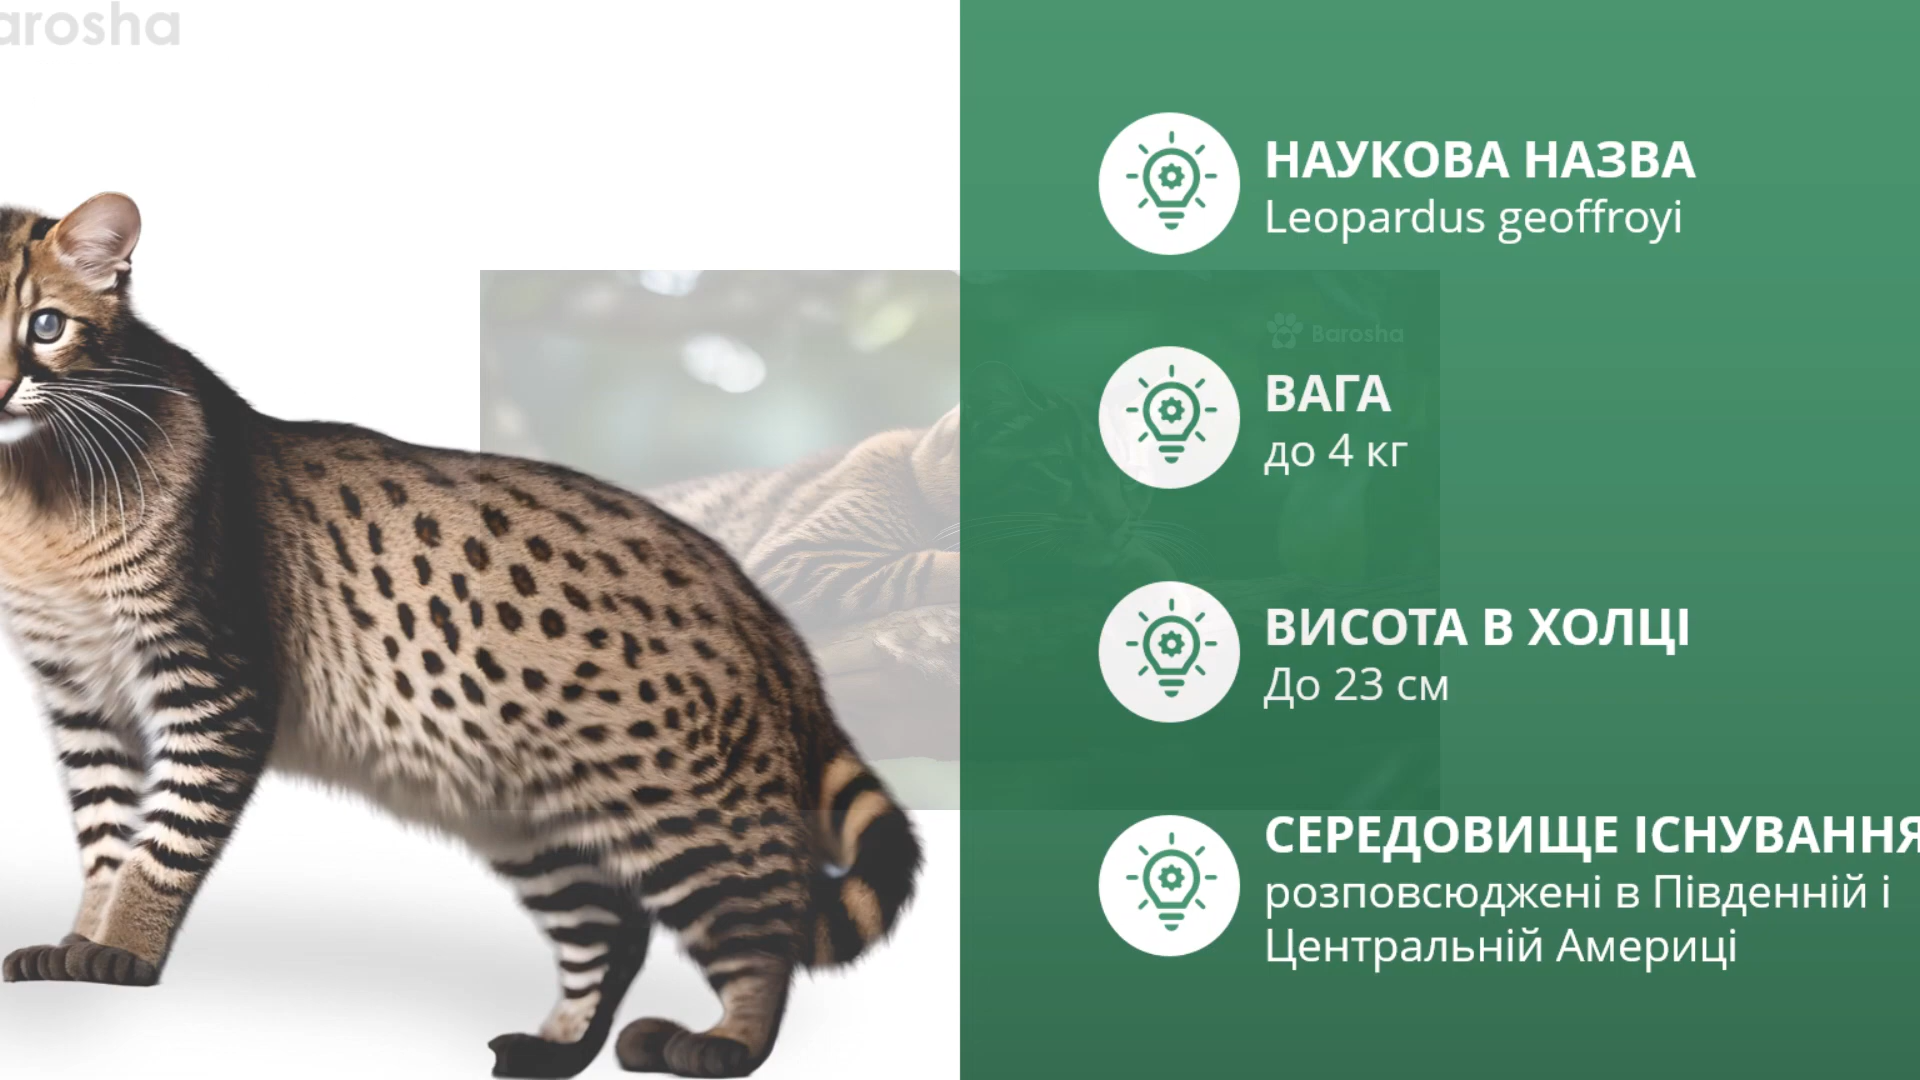 arosha
НАУКОВА НАЗВА
Leopardus geoffroyi
Barosha
ВАГА
до 4 кг
ВИСОТА В ХОЛЦІ
До 23 см
СЕРЕДОВИЩЕ ІСНУВАННЯ
розповсюджені в Південній і
Центральній Америці